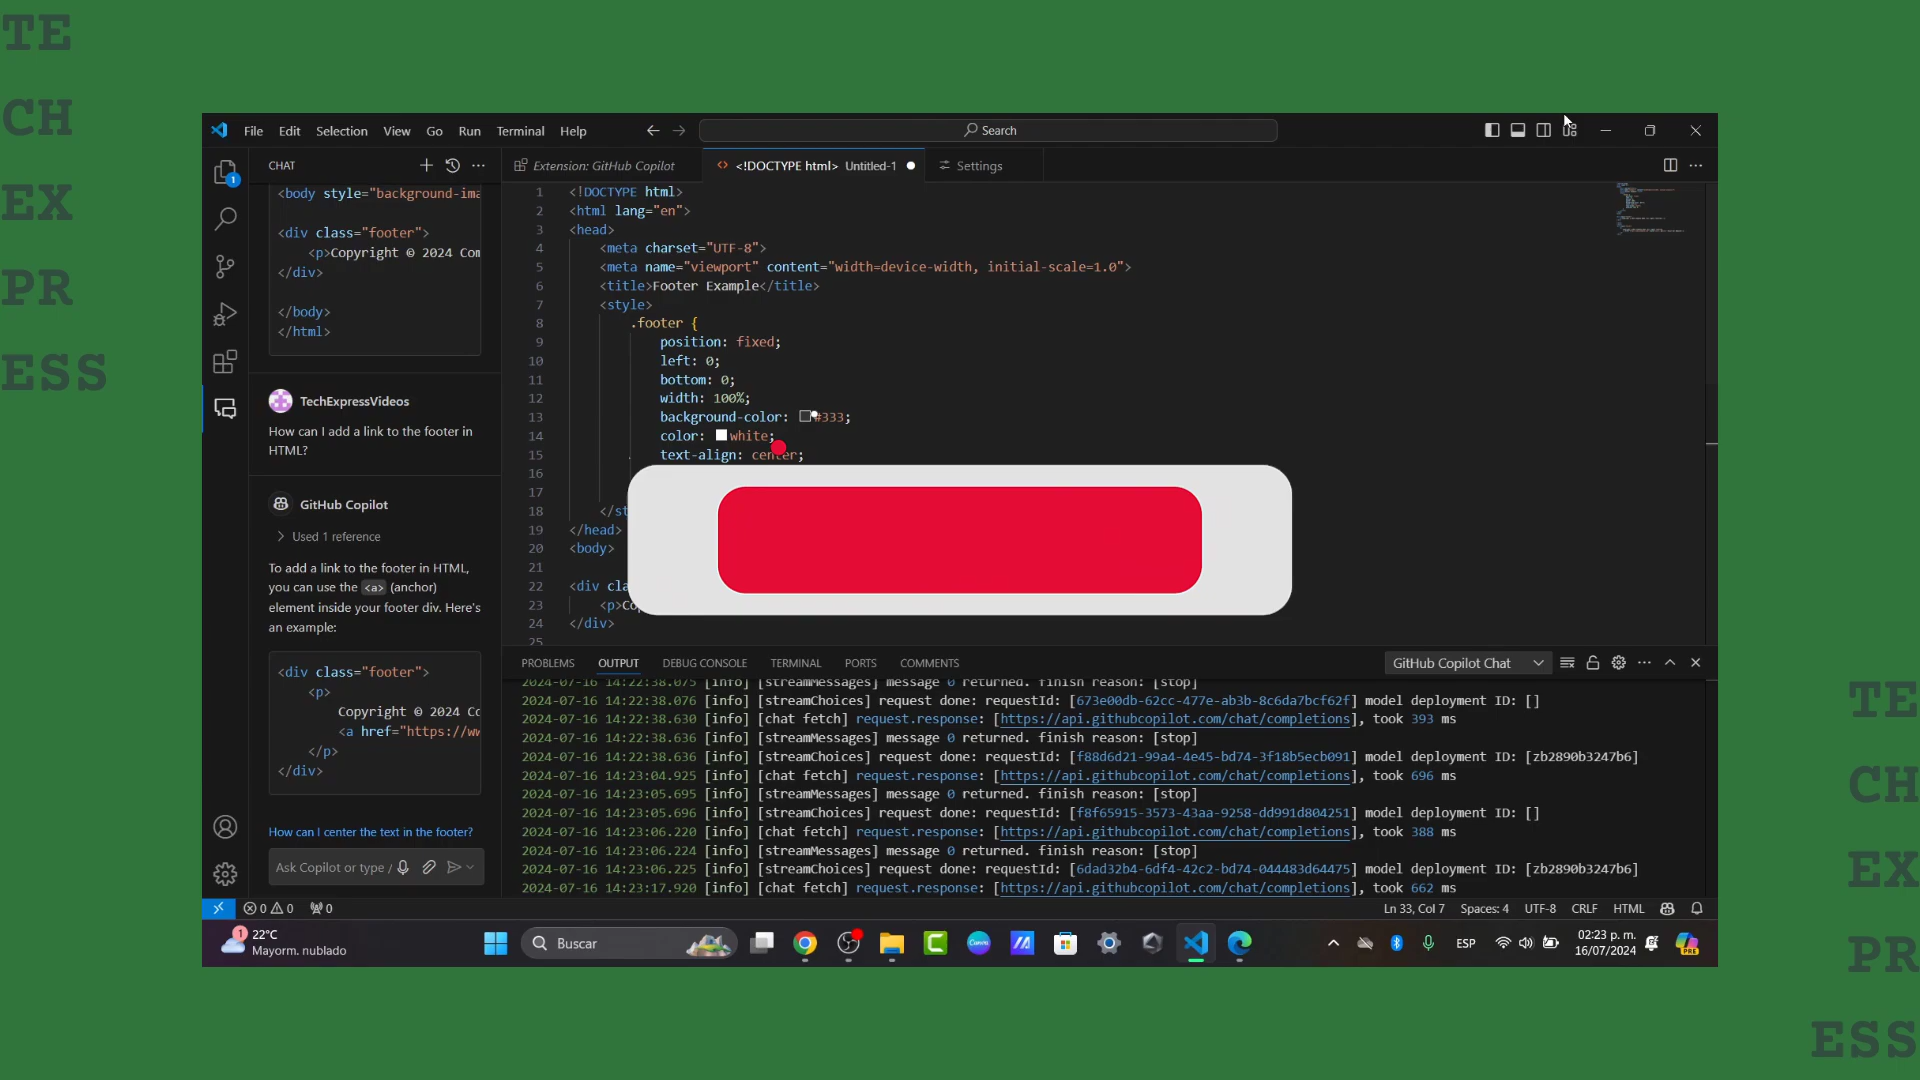 TE
CH
EX
PR
ESS
File Edit Selection View Go Run Terminal Help
Search
CHAT
<body style="background-ima
<div class="footer">
<p>Copyright © 2024 Com
</div>
</body>
</html>
TechExpressVideos
How can I add a link to the footer in
HTML?
GitHub Copilot
Used 1 reference
To add a link to the footer in HTML,
you can use the <a> (anchor)
element inside your footer div. Here's
an example:
<div class="footer">
<p>
Copyright © 2024 Co
<a href="https://ww
</p>
</div>
How can I center the text in the footer?
Ask Copilot or type /
Extension: GitHub Copilot
<!DOCTYPE html> Untitled-1
Settings
1 <!DOCTYPE html>
2 <html lang="en">
3 <head>
4 <meta charset="UTF-8">
5 <meta name="viewport" content="width=device-width, initial-scale=1.0">
6 <title>Footer Example</title>
7 <style>
8 .footer {
9 position: fixed;
10 left: 0;
11 bottom: 0;
12 width: 100%;
13 background-color: #333;
14 color: white;
15 text-align: center;
16
17
18 </st
19 </head>
20 <body>
21
22 <div cla
23 <p>Co
24 </div>
25
PROBLEMS OUTPUT DEBUG CONSOLE TERMINAL PORTS COMMENTS
GitHub Copilot Chat
2024-07-16 14:22:38.075 [info] [streamMessages] message 0 returned. finish reason: [stop]
2024-07-16 14:22:38.076 [info] [streamChoices] request done: requestId: [673e00db-62cc-477e-ab3b-8c6da7bcf62f] model deployment ID: []
2024-07-16 14:22:38.630 [info] [chat fetch] request.response: [https://api.githubcopilot.com/chat/completions], took 393 ms
2024-07-16 14:22:38.636 [info] [streamMessages] message 0 returned. finish reason: [stop]
2024-07-16 14:22:38.636 [info] [streamChoices] request done: requestId: [f88d6d21-99a4-4e45-bd74-3f18b5ecb091] model deployment ID: [zb2890b3247b6]
2024-07-16 14:23:04.925 [info] [chat fetch] request.response: [https://api.githubcopilot.com/chat/completions], took 696 ms
2024-07-16 14:23:05.695 [info] [streamMessages] message 0 returned. finish reason: [stop]
2024-07-16 14:23:05.696 [info] [streamChoices] request done: requestId: [f8f65915-3573-43aa-9258-dd991d804251] model deployment ID: []
2024-07-16 14:23:06.220 [info] [chat fetch] request.response: [https://api.githubcopilot.com/chat/completions], took 388 ms
2024-07-16 14:23:06.224 [info] [streamMessages] message 0 returned. finish reason: [stop]
2024-07-16 14:23:06.225 [info] [streamChoices] request done: requestId: [6dad32b4-6df4-42c2-bd74-044483d64475] model deployment ID: [zb2890b3247b6]
2024-07-16 14:23:17.920 [info] [chat fetch] request.response: [https://api.githubcopilot.com/chat/completions], took 662 ms
0 0 0
Ln 33, Col 7 Spaces: 4 UTF-8 CRLF HTML
1
22°C
Mayorm. nublado
Buscar
ESP
02:23 p. m.
16/07/2024
TE
CH
EX
PR
ESS